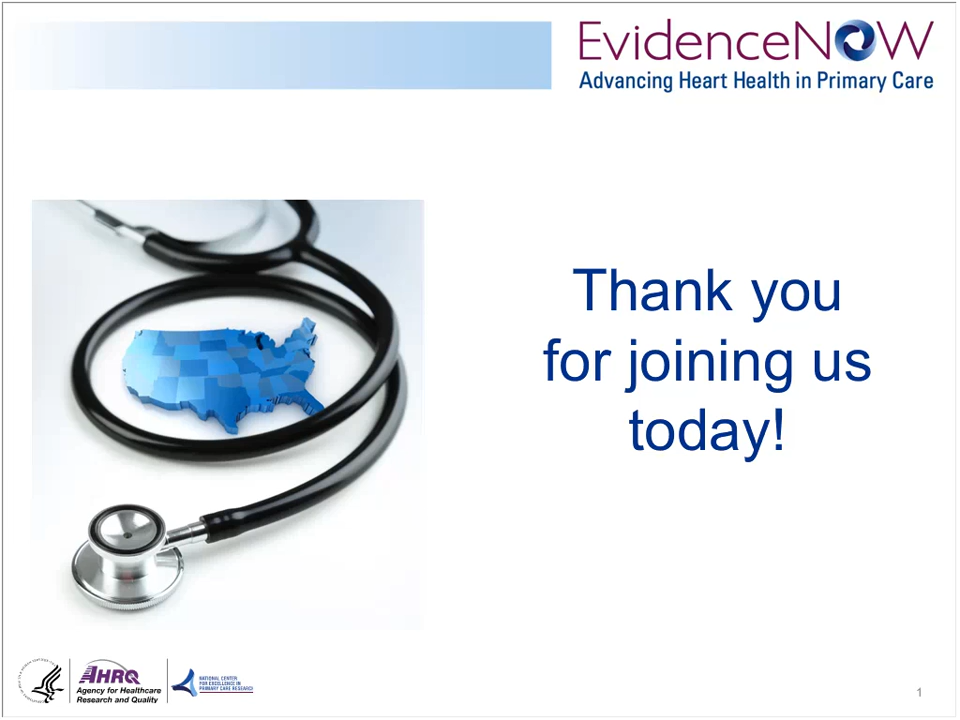 EvidenceNOW
Advancing Heart Health in Primary Care
Thank you
for joining us
today!
AHRQ
Agency for Healthcare
Research and Quality
NATIONAL CENTER
FOR EXCELLENCE IN
PRIMARY CARE RESEARCH
1